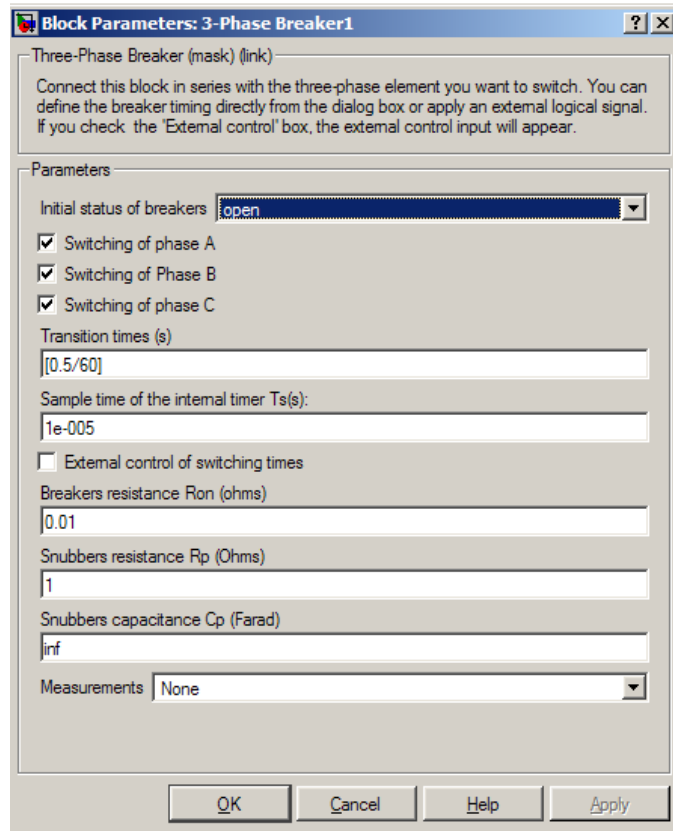 Block Parameters: 3-Phase Breaker1
Three-Phase Breaker (mask) (link)
Connect this block in series with the three-phase element you want to switch. You can
define the breaker timing directly from the dialog box or apply an external logical signal.
If you check the 'External control' box, the external control input will appear.
Parameters
Initial status of breakers open
Switching of phase A
Switching of Phase B
Switching of phase C
Transition times (s)
[0.5/60]
Sample time of the internal timer Ts(s):
1e-005
External control of switching times
Breakers resistance Ron (ohms)
0.01
Snubbers resistance Rp (Ohms)
1
Snubbers capacitance Cp (Farad)
inf
Measurements None
OK Cancel Help Apply